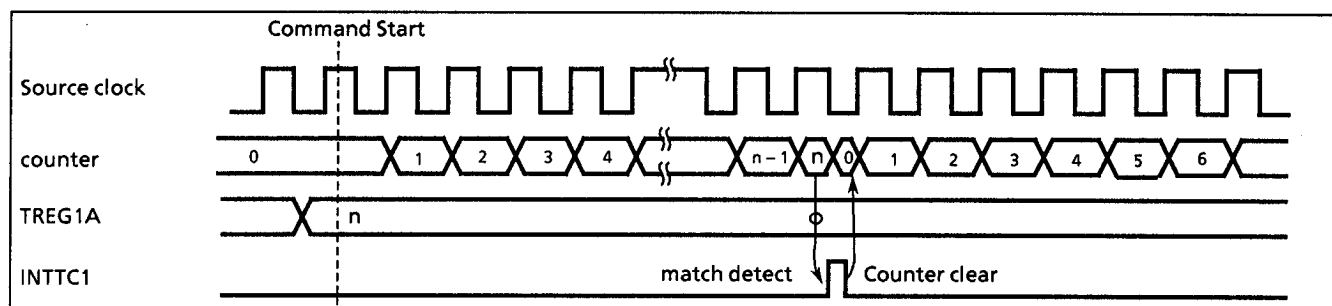 Command Start
Source clock
counter 0 1 2 3 4 n-1 n 0 1 2 3 4 5 6
TREG1A n
INTTC1 match detect Counter clear